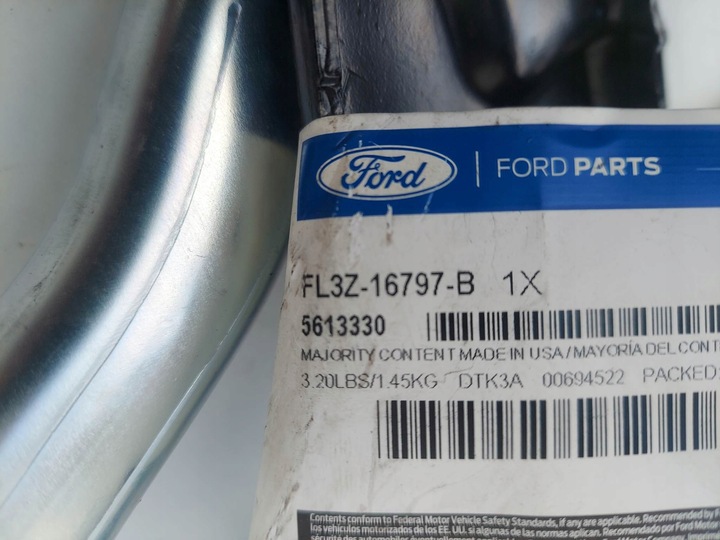 Ford | FORD PARTS
FL3Z-16797-B 1X
5613330
MAJORITY CONTENT MADE IN USA/MAYORÍA DEL CONT
3.20LBS/1.45KG DTK3A 00694522 PACKED:
Contents conform to Federal Motor Vehicle Safety Standards, if any are applicable. Recommended by Ford Motor
los vehículos motorizados de los EE. UU. si algunas de las normas aplican. Recomendado por Ford Motor